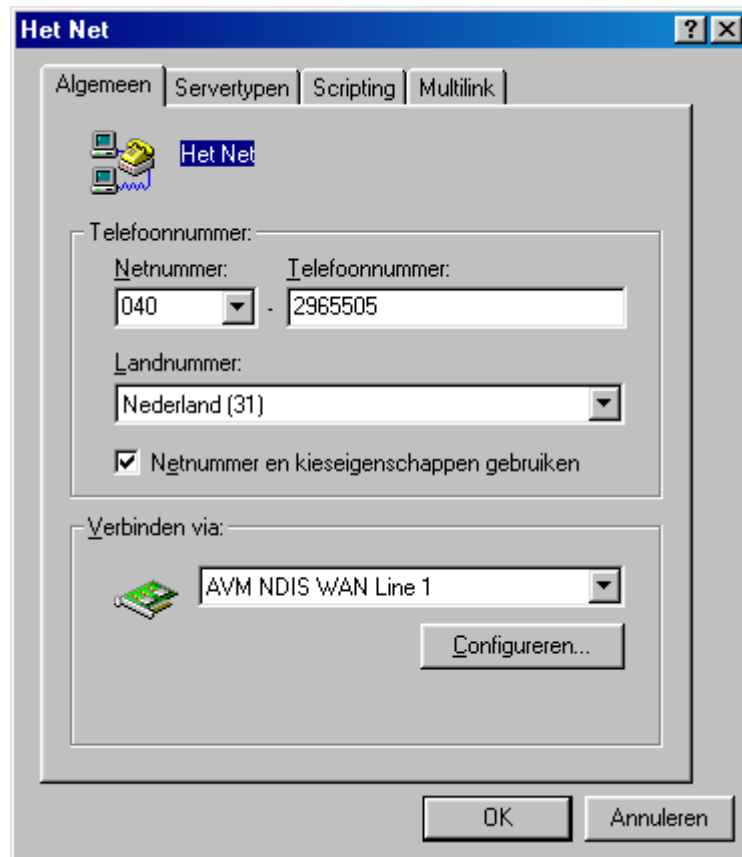 Het Net
Algemeen Servertypen Scripting Multilink
Het Net
Telefoonnummer:
Netnummer: Telefoonnummer:
040 - 2965505
Landnummer:
Nederland (31)
Netnummer en kieseigenschappen gebruiken
Verbinden via:
AVM NDIS WAN Line 1
Configureren...
OK Annuleren